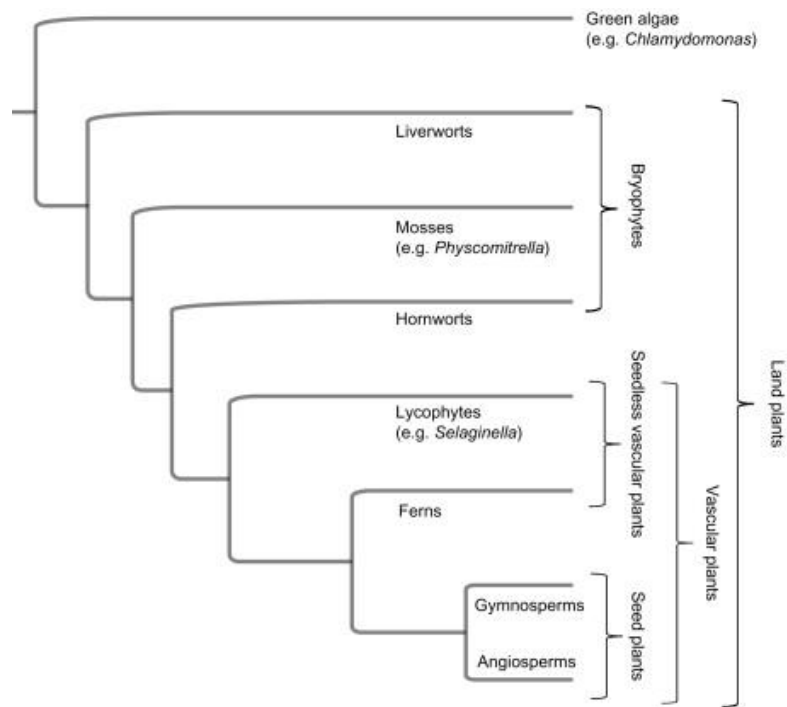 Green algae
(e.g. Chlamydomonas)
Liverworts
Mosses
(e.g. Physcomitrella)
Hornworts
Bryophytes
Lycophytes
(e.g. Selaginella)
Ferns
Seedless vascular plants
Gymnosperms
Angiosperms
Seed plants
Vascular plants
Land plants